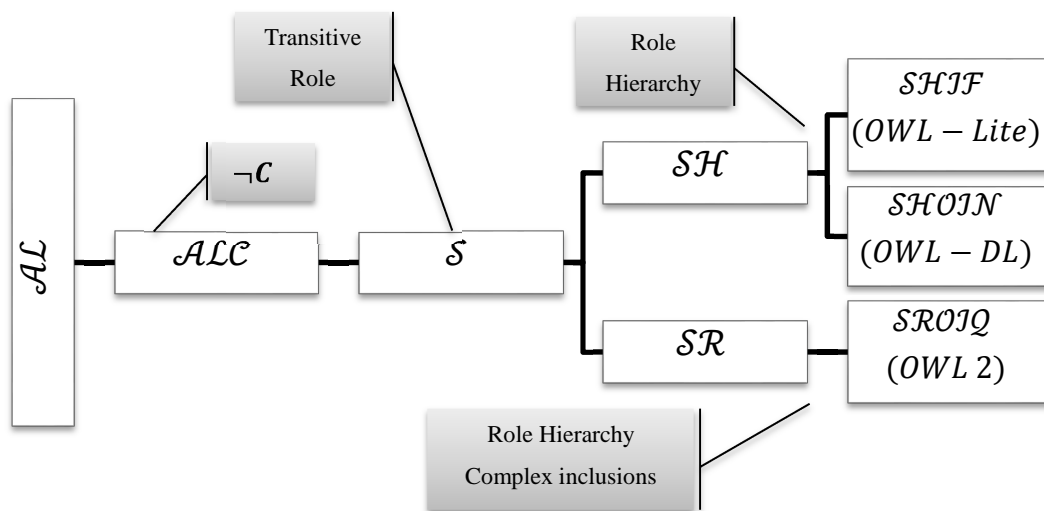 Transitive
Role
Role
Hierarchy
𝒮ℋℐℱ
(OWL − Lite)
¬C
𝒮ℋ
𝒮ℋ𝒪ℐ𝒩
(OWL − DL)
𝒜ℒ
𝒜ℒ𝒞
𝒮
𝒮ℛ
𝒮ℛ𝒪ℐ𝒬
(OWL 2)
Role Hierarchy
Complex inclusions